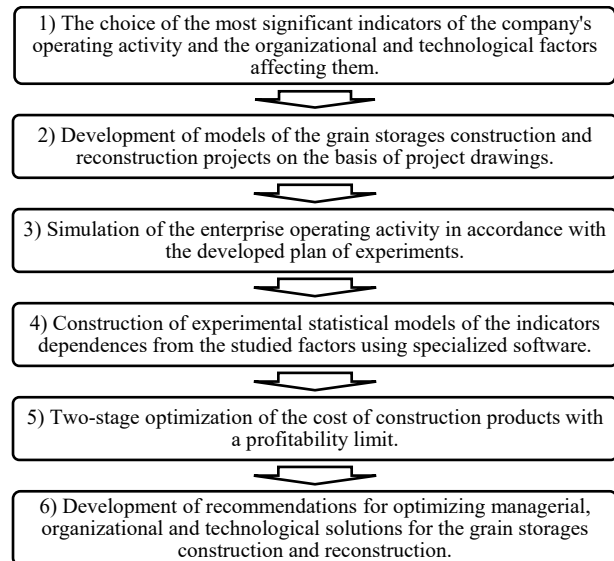 1) The choice of the most significant indicators of the company's
operating activity and the organizational and technological factors
affecting them.
2) Development of models of the grain storages construction and
reconstruction projects on the basis of project drawings.
3) Simulation of the enterprise operating activity in accordance with
the developed plan of experiments.
4) Construction of experimental statistical models of the indicators
dependences from the studied factors using specialized software.
5) Two-stage optimization of the cost of construction products with
a profitability limit.
6) Development of recommendations for optimizing managerial,
organizational and technological solutions for the grain storages
construction and reconstruction.